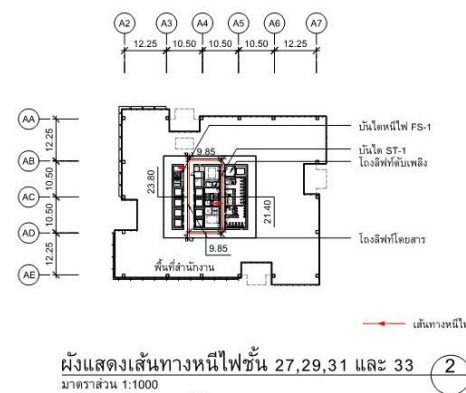 A2 A3 A4 A5 A6 A7
12.25 10.50 10.50 10.50 12.25
AA
12.25
AB
10.50
AC
10.50
AD
12.25
AE
9.85
23.80
21.40
9.85
บันไดหนีไฟ FS-1
บันได ST-1
โถงลิฟท์ดับเพลิง
โถงลิฟท์โดยสาร
พื้นที่สำนักงาน
เส้นทางหนีไฟ
ผังแสดงเส้นทางหนีไฟชั้น 27,29,31 และ 33
2
มาตราส่วน 1:1000